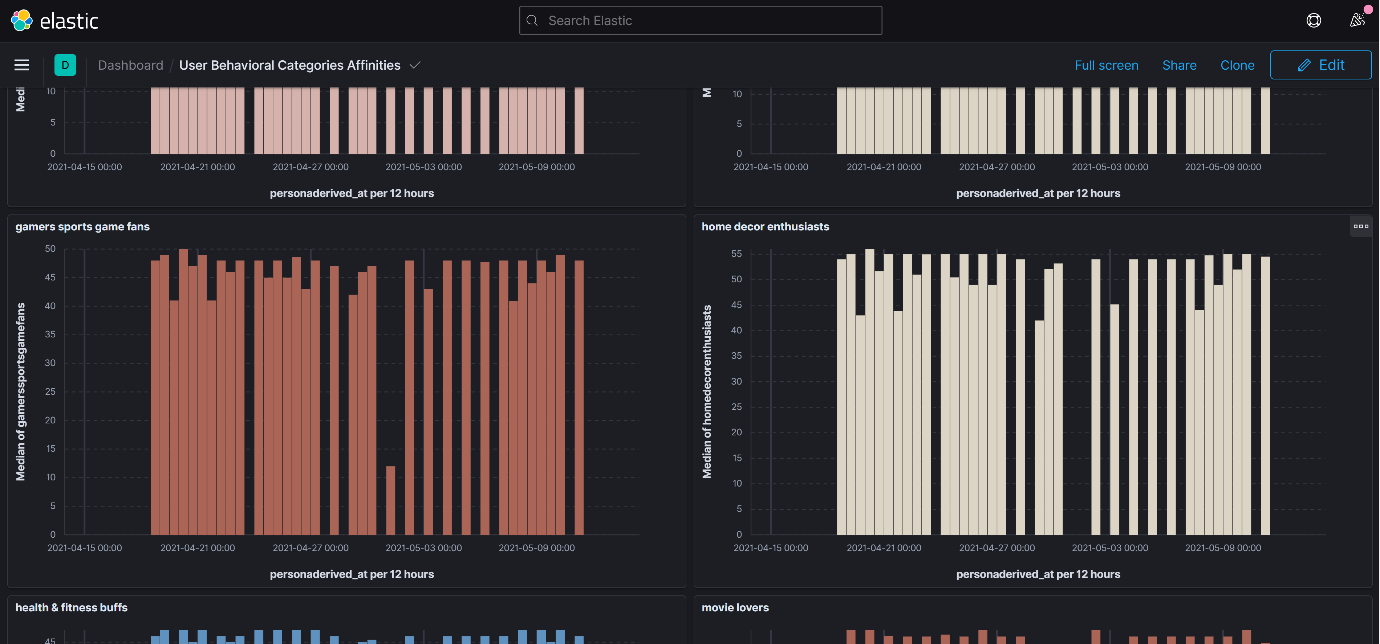 elastic
Search Elastic
D
Dashboard / User Behavioral Categories Affinities
Full screen
Share
Clone
Edit
Med
10
5
0
2021-04-15 00:00 2021-04-21 00:00 2021-04-27 00:00 2021-05-03 00:00 2021-05-09 00:00
personaderived_at per 12 hours
M
10
5
0
2021-04-15 00:00 2021-04-21 00:00 2021-04-27 00:00 2021-05-03 00:00 2021-05-09 00:00
personaderived_at per 12 hours
gamers sports game fans
Median of gamerssportsgamefans
50
45
40
35
30
25
20
15
10
5
0
2021-04-15 00:00 2021-04-21 00:00 2021-04-27 00:00 2021-05-03 00:00 2021-05-09 00:00
personaderived_at per 12 hours
home decor enthusiasts
Median of homedecorenthusiasts
55
50
45
40
35
30
25
20
15
10
5
0
2021-04-15 00:00 2021-04-21 00:00 2021-04-27 00:00 2021-05-03 00:00 2021-05-09 00:00
personaderived_at per 12 hours
health & fitness buffs
45
movie lovers